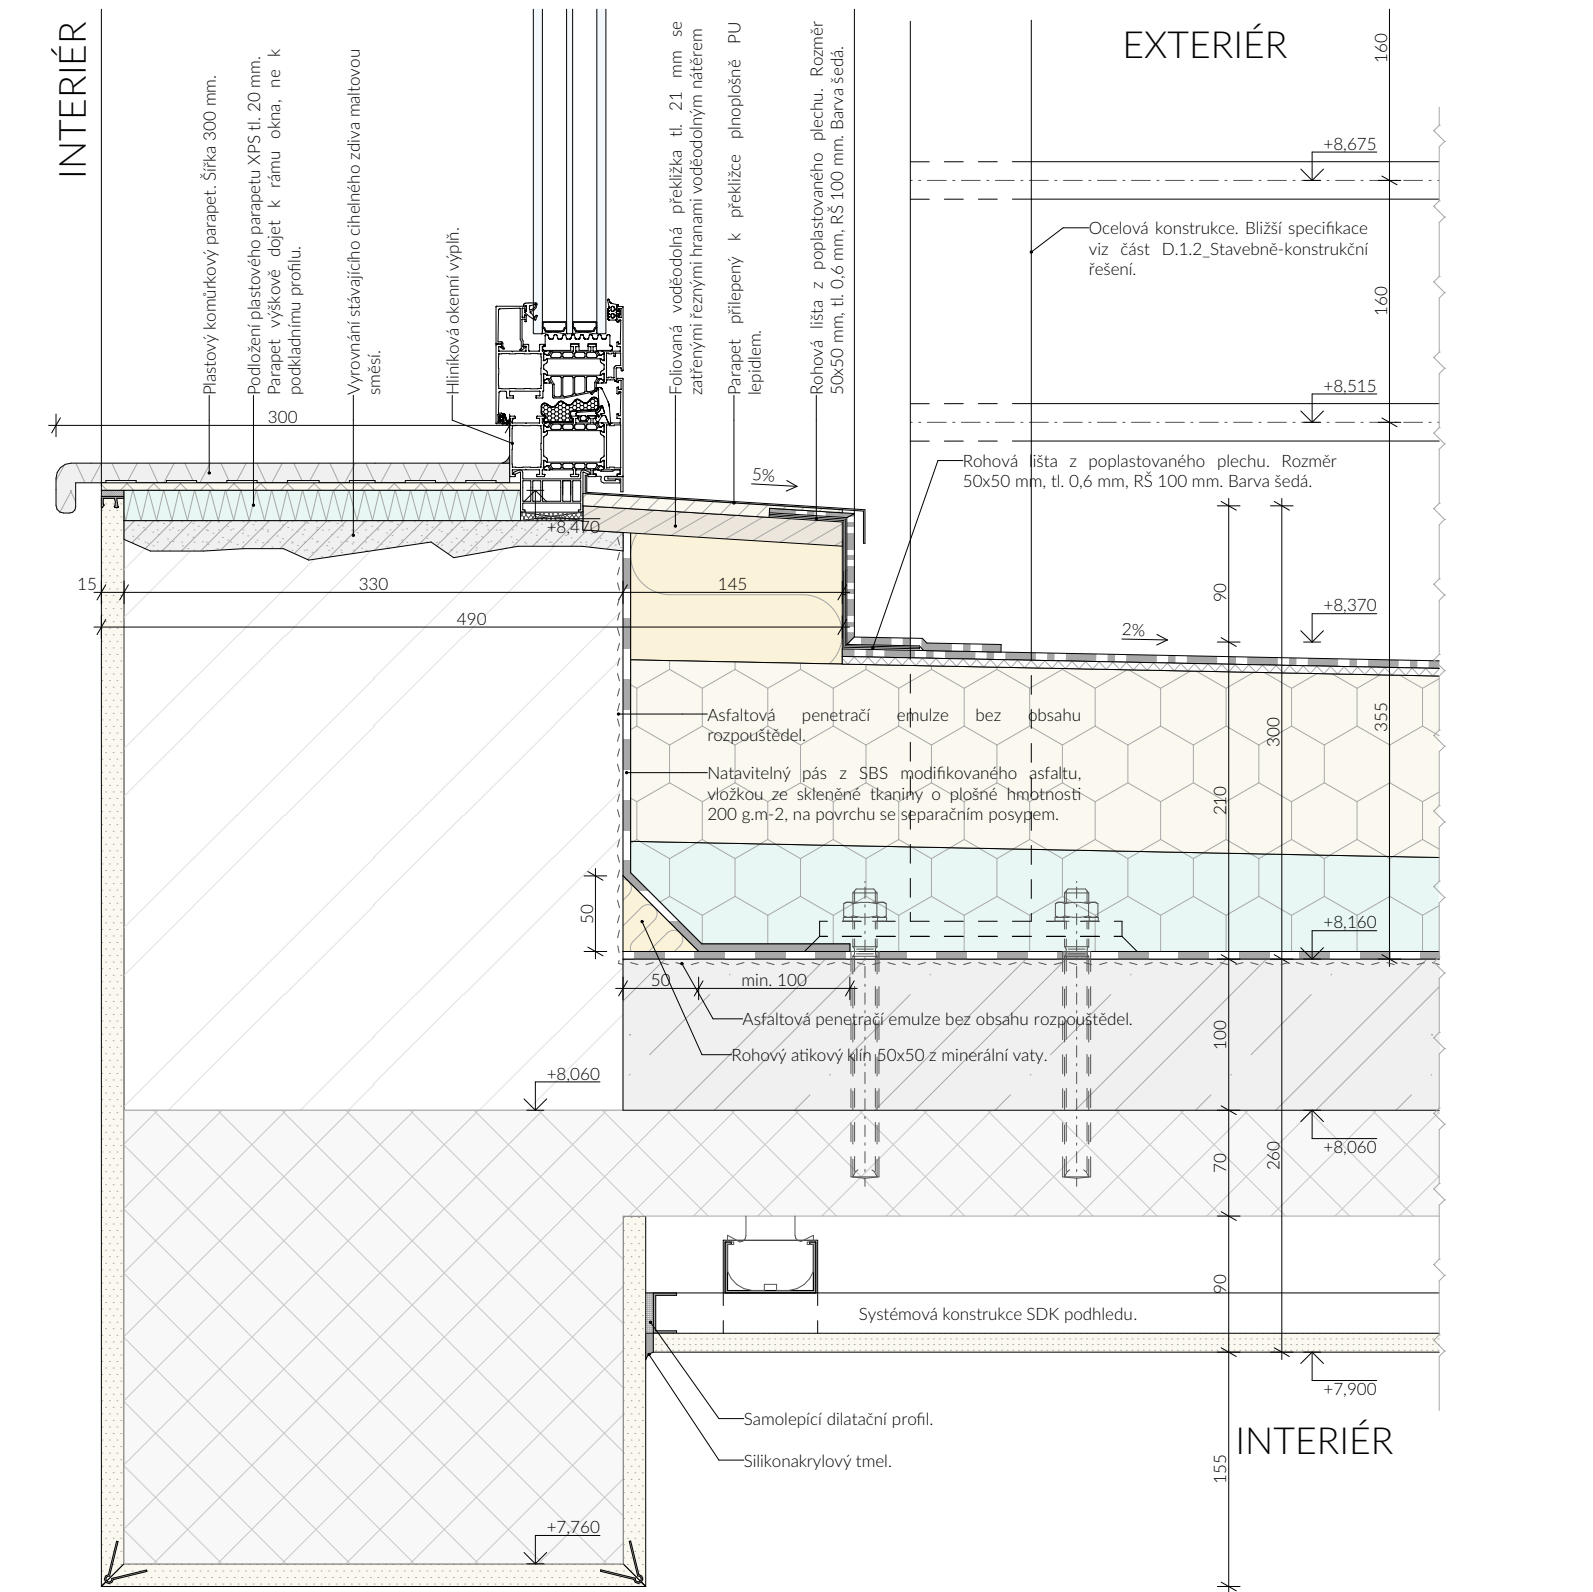 INTERIÉR
EXTERIÉR
Plastový komůrkový parapet. Šířka 300 mm.
Podložení plastového parapetu XPS tl. 20 mm.
Parapet výškově dojet k rámu okna, ne k
podkladnímu profilu.
Vyrovnání stávajícího cihelného zdiva maltovou
směsí.
Hliníková okenní výplň.
Foliovaná voděodolná překližka tl. 21 mm se
zatřenými řeznými hranami voděodolným nátěrem
Parapet přilepený k překližce plnoplošně PU
lepidlem.
Rohová lišta z poplastovaného plechu. Rozměr
50x50 mm, tl. 0,6 mm, RŠ 100 mm. Barva šedá.
160
+8,675
Ocelová konstrukce. Bližší specifikace
viz část D.1.2_Stavebně-konstrukční
řešení.
160
+8,515
300
Rohová lišta z poplastovaného plechu. Rozměr
50x50 mm, tl. 0,6 mm, RŠ 100 mm. Barva šedá.
5%
+8,470
15
330
145
490
90
+8,370
2%
Asfaltová penetračí emulze bez obsahu
rozpouštědel.
300
355
Natavitelný pás z SBS modifikovaného asfaltu,
vložkou ze skleněné tkaniny o plošné hmotnosti
200 g.m-2, na povrchu se separačním posypem.
210
50
+8,160
50
min. 100
Asfaltová penetračí emulze bez obsahu rozpouštědel.
100
Rohový atikový klín 50x50 z minerální vaty.
+8,060
+8,060
70
260
90
Systémová konstrukce SDK podhledu.
+7,900
Samolepící dilatační profil.
INTERIÉR
Silikonakrylový tmel.
155
+7,760